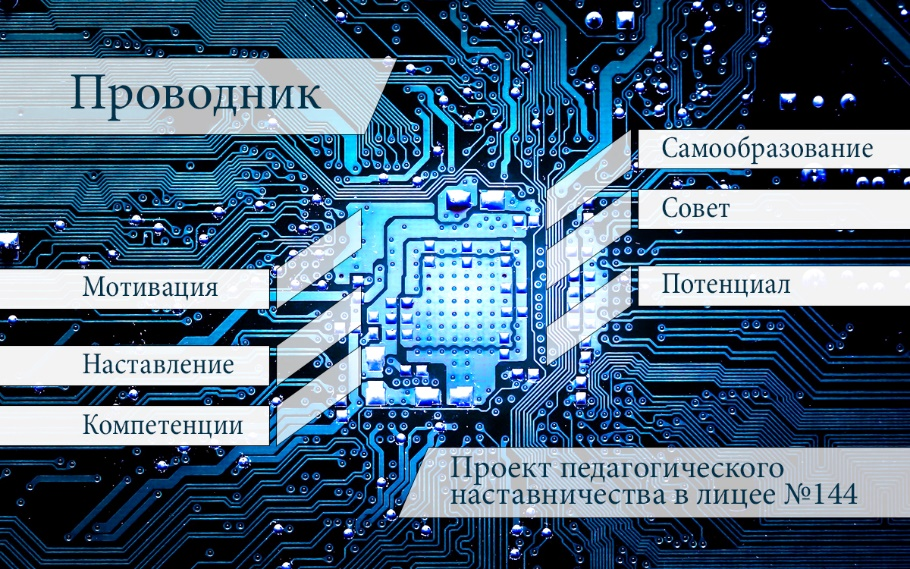 Проводник
Самообразование
Совет
Потенциал
Мотивация
Наставление
Компетенции
Проект педагогического
наставничества в лицее №144